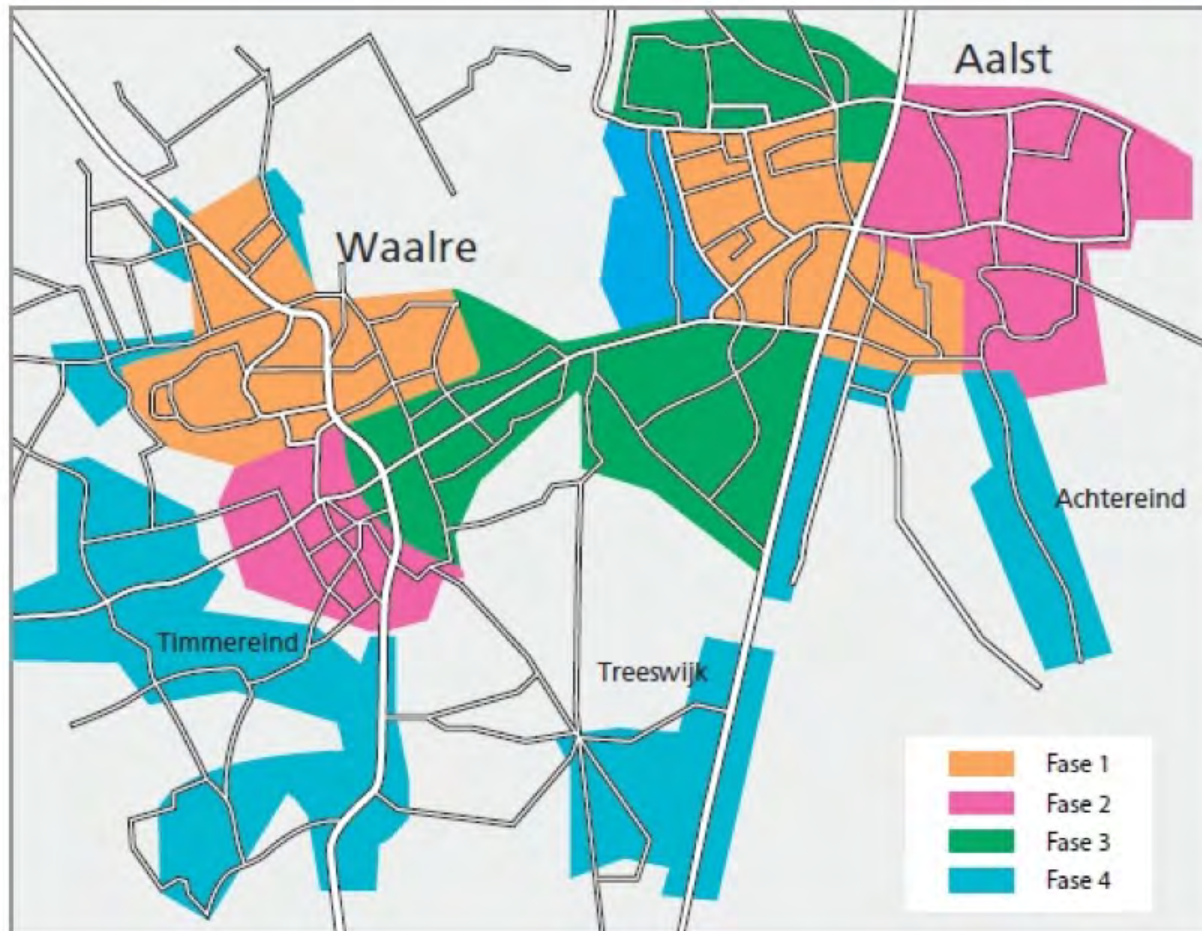 Aalst
Waalre
Achtereind
Timmereind
Treeswijk
Fase 1
Fase 2
Fase 3
Fase 4